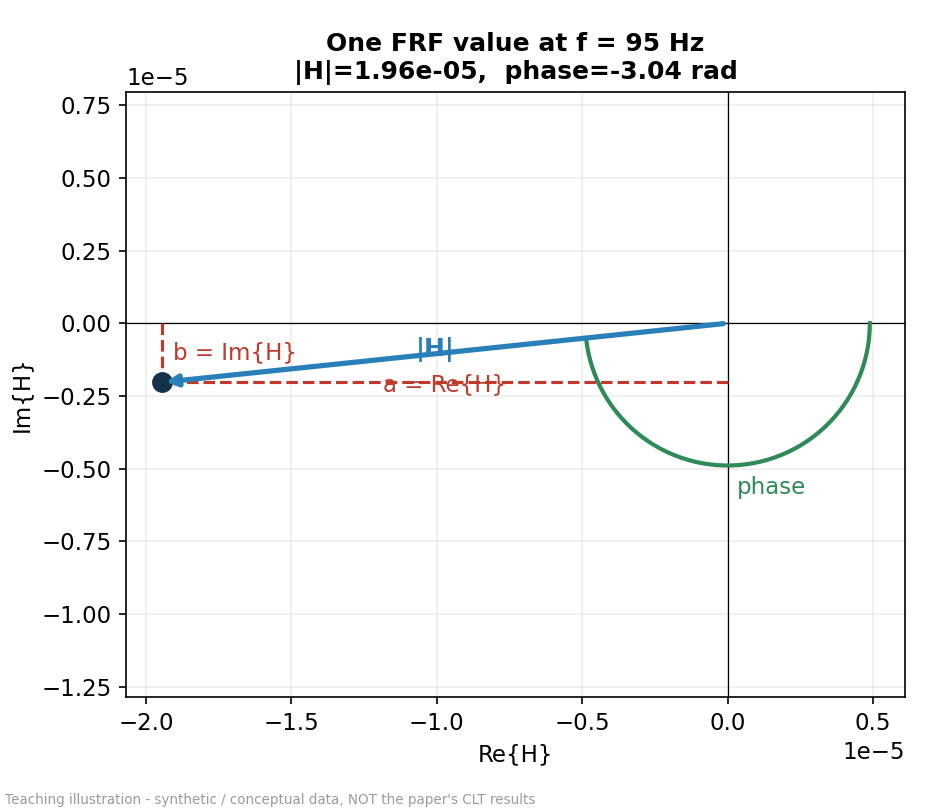 One FRF value at f = 95 Hz
|H|=1.96e-05,  phase=-3.04 rad
1e−5
0.75
0.50
0.25
0.00
−0.25
−0.50
−0.75
−1.00
−1.25
Im{H}
|H|
b = Im{H}
a = Re{H}
phase
−2.0
−1.5
−1.0
−0.5
0.0
0.5
Re{H}
1e−5
Teaching illustration - synthetic / conceptual data, NOT the paper's CLT results